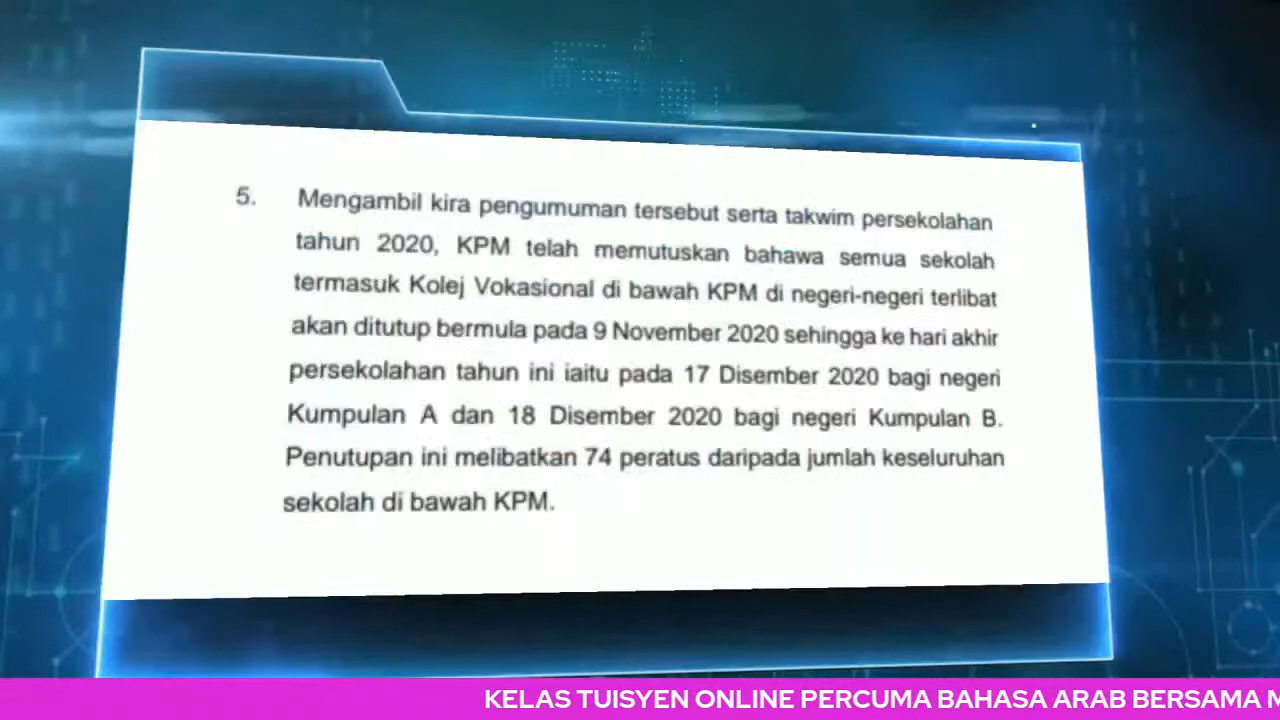 5. Mengambil kira pengumuman tersebut serta takwim persekolahan
tahun 2020, KPM telah memutuskan bahawa semua sekolah
termasuk Kolej Vokasional di bawah KPM di negeri-negeri terlibat
akan ditutup bermula pada 9 November 2020 sehingga ke hari akhir
persekolahan tahun ini iaitu pada 17 Disember 2020 bagi negeri
Kumpulan A dan 18 Disember 2020 bagi negeri Kumpulan B.
Penutupan ini melibatkan 74 peratus daripada jumlah keseluruhan
sekolah di bawah KPM.
KELAS TUISYEN ONLINE PERCUMA BAHASA ARAB BERSAMA